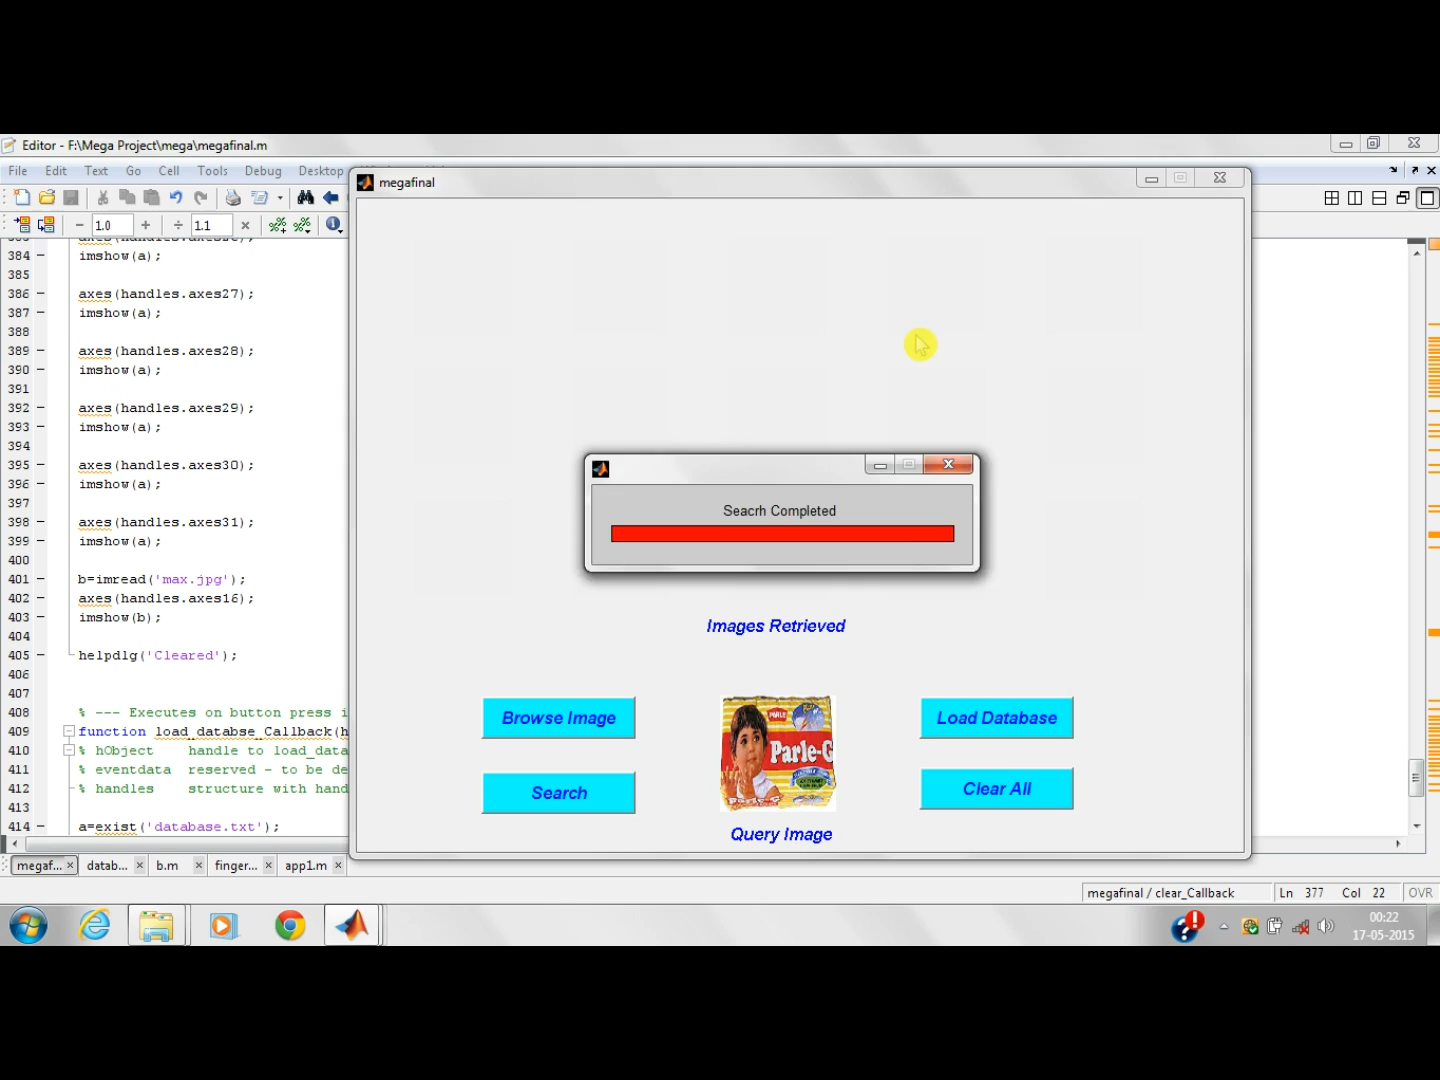 Editor - F:\Mega Project\mega\megafinal.m
File Edit Text Go Cell Tools Debug Desktop
1.0
1.1
megafinal
384 imshow(a);
385
386 axes(handles.axes27);
387 imshow(a);
388
389 axes(handles.axes28);
390 imshow(a);
391
392 axes(handles.axes29);
393 imshow(a);
394
395 axes(handles.axes30);
396 imshow(a);
397
398 axes(handles.axes31);
399 imshow(a);
400
401 b=imread('max.jpg');
402 axes(handles.axes16);
403 imshow(b);
404
405 helpdlg('Cleared');
406
407
408 % --- Executes on button press i
409 function load_databse_Callback(h
410 % hObject handle to load_data
411 % eventdata reserved - to be de
412 % handles structure with hand
413
414 a=exist('database.txt');
Seacrh Completed
Images Retrieved
Browse Image
Load Database
Search
Clear All
PARLE
Parle-G
Parle-G
Query Image
megaf... datab... b.m finger... app1.m
megafinal / clear_Callback Ln 377 Col 22 OVR
00:22
17-05-2015